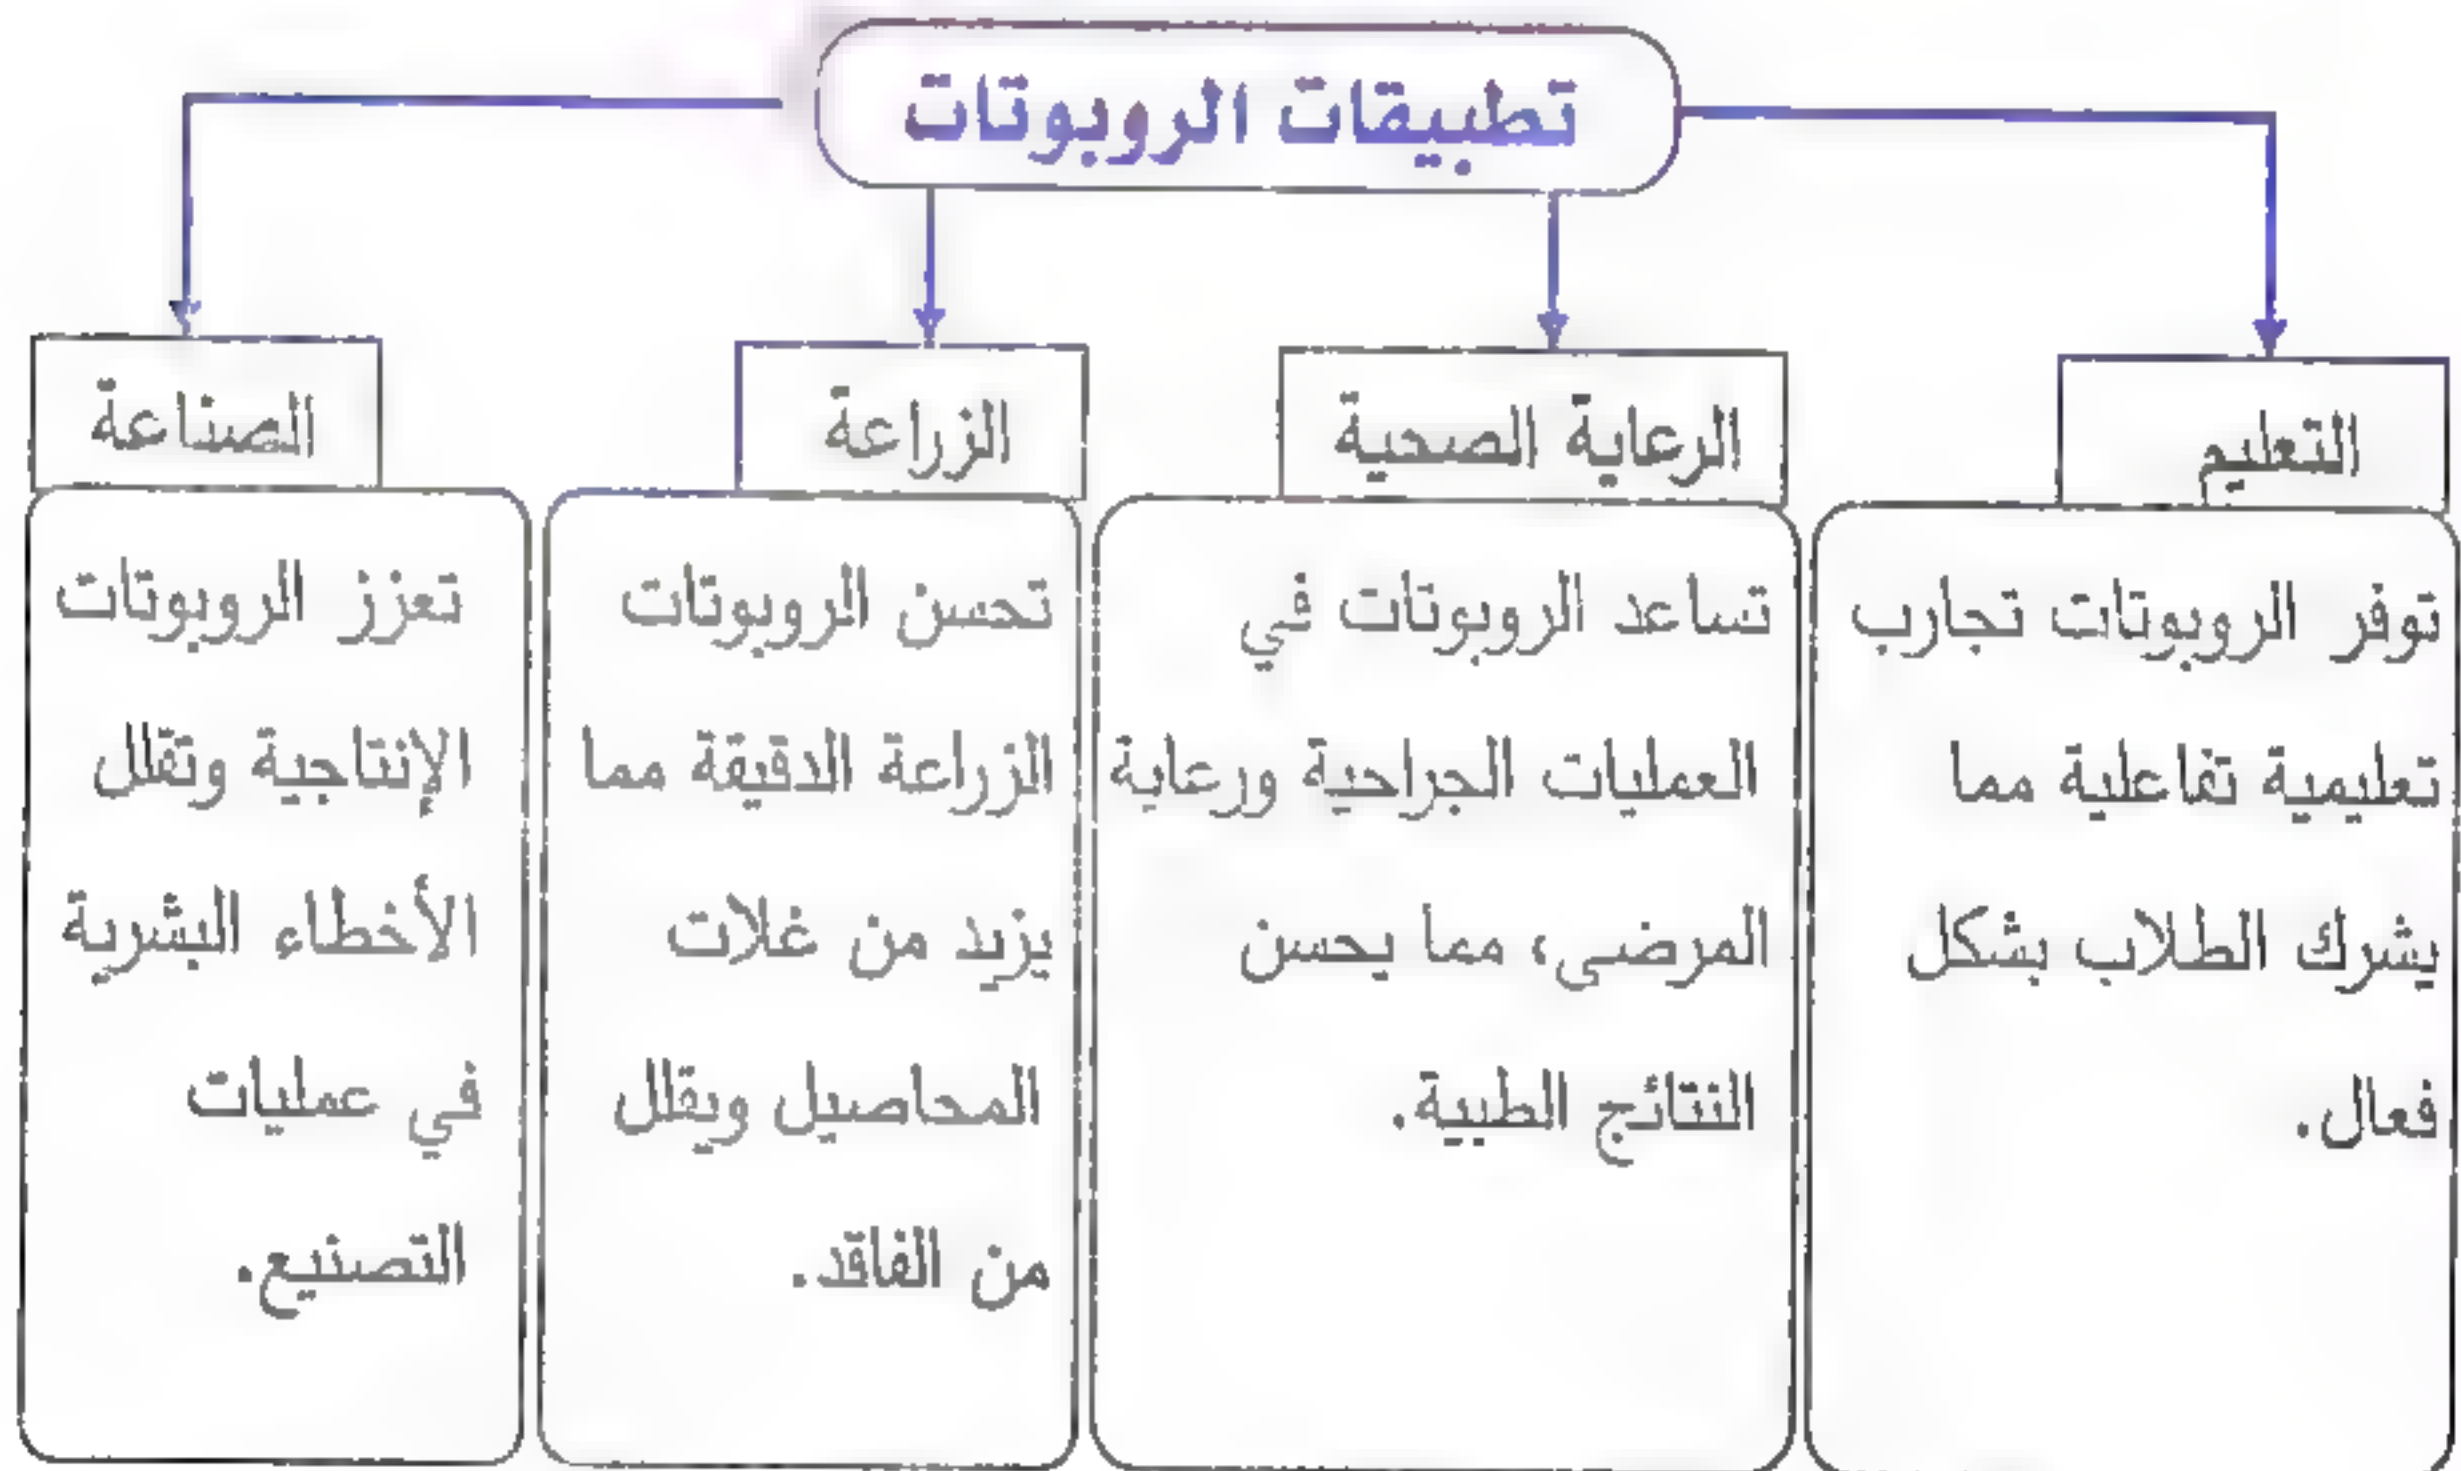 تطبيقات الروبوتات
التعليم
توفر الروبوتات تجارب
تعليمية تفاعلية مما
يشرك الطلاب بشكل
فعال.
الرعاية الصحية
تساعد الروبوتات في
العمليات الجراحية ورعاية
المرضى، مما يحسن
النتائج الطبية.
الزراعة
تحسن الروبوتات
الزراعة الدقيقة مما
يزيد من غلات
المحاصيل ويقلل
من الفاقد.
الصناعة
تعزز الروبوتات
الإنتاجية وتقلل
الأخطاء البشرية
في عمليات
التصنيع.